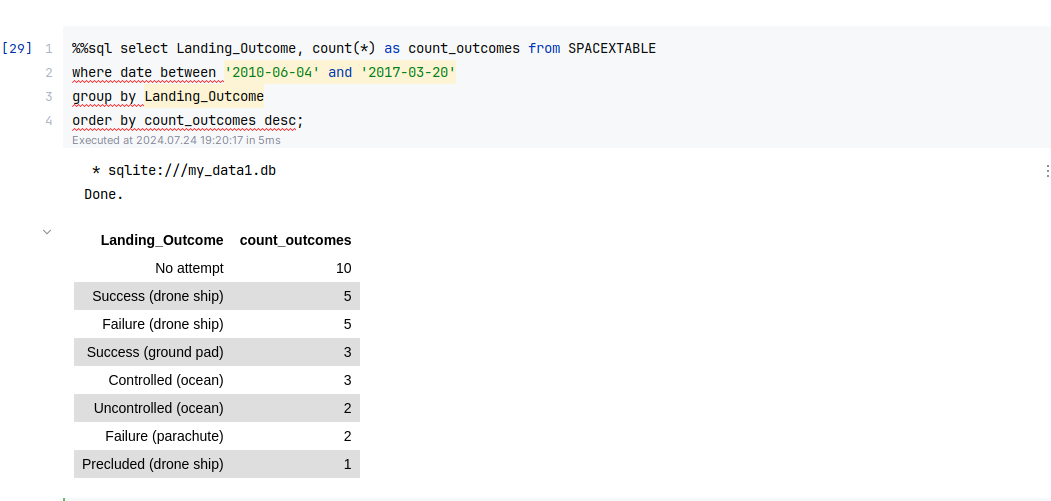 [29] 1 %%sql select Landing_Outcome, count(*) as count_outcomes from SPACEXTABLE
2 where date between '2010-06-04' and '2017-03-20'
3 group by Landing_Outcome
4 order by count_outcomes desc;
Executed at 2024.07.24 19:20:17 in 5ms
* sqlite:///my_data1.db
Done.
Landing_Outcome count_outcomes
No attempt 10
Success (drone ship) 5
Failure (drone ship) 5
Success (ground pad) 3
Controlled (ocean) 3
Uncontrolled (ocean) 2
Failure (parachute) 2
Precluded (drone ship) 1